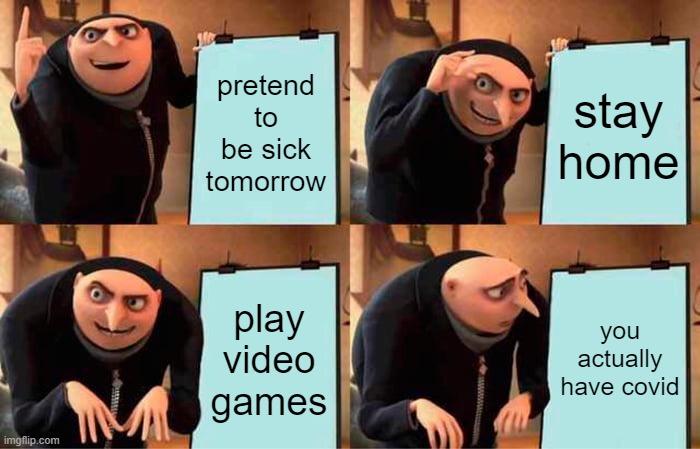 pretend
to
be sick
tomorrow
stay
home
play
video
games
you
actually
have covid
imgflip.com